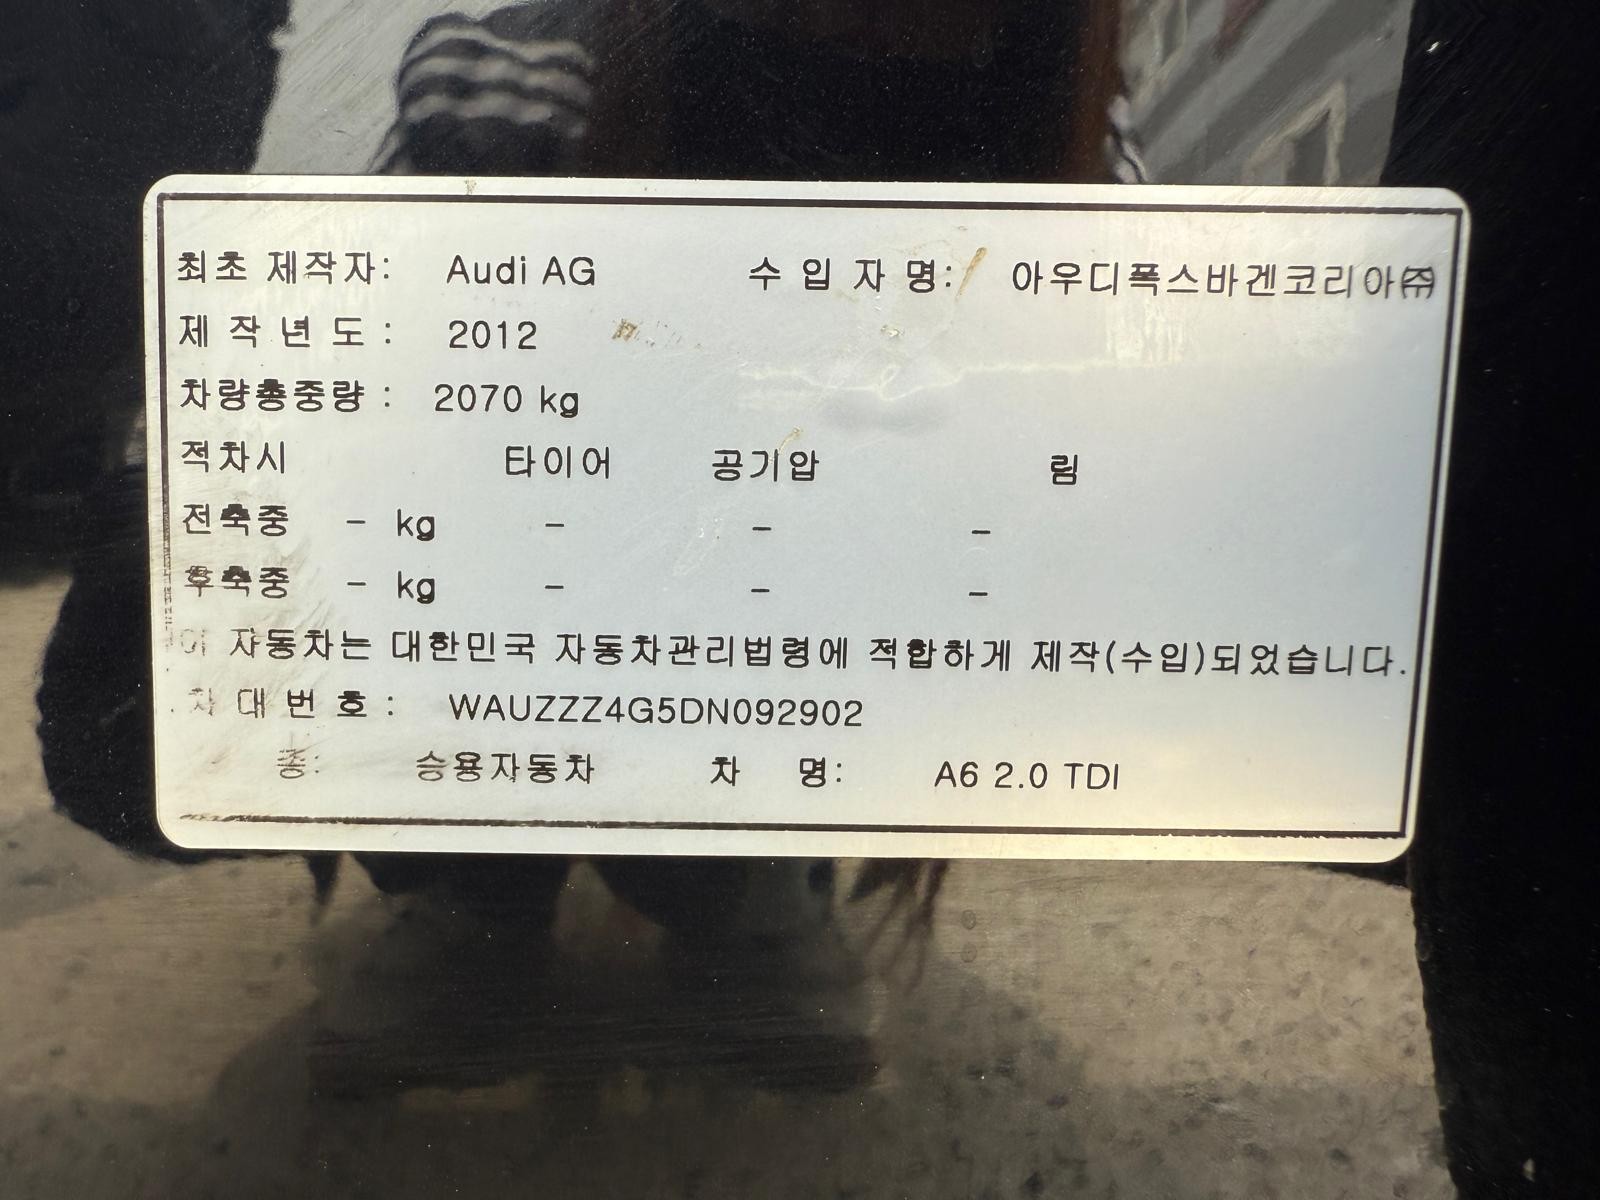 최초 제작자: Audi AG 수 입 자 명: 아우디폭스바겐코리아㈜
제 작 년 도 : 2012
차량총중량 : 2070 kg
적차시 타이어 공기압 림
전축중 - kg - - -
후축중 - kg - - -
이 자동차는 대한민국 자동차관리법령에 적합하게 제작(수입)되었습니다.
차 대 번 호 : WAUZZZ4G5DN092902
종: 승용자동차 차 명: A6 2.0 TDI